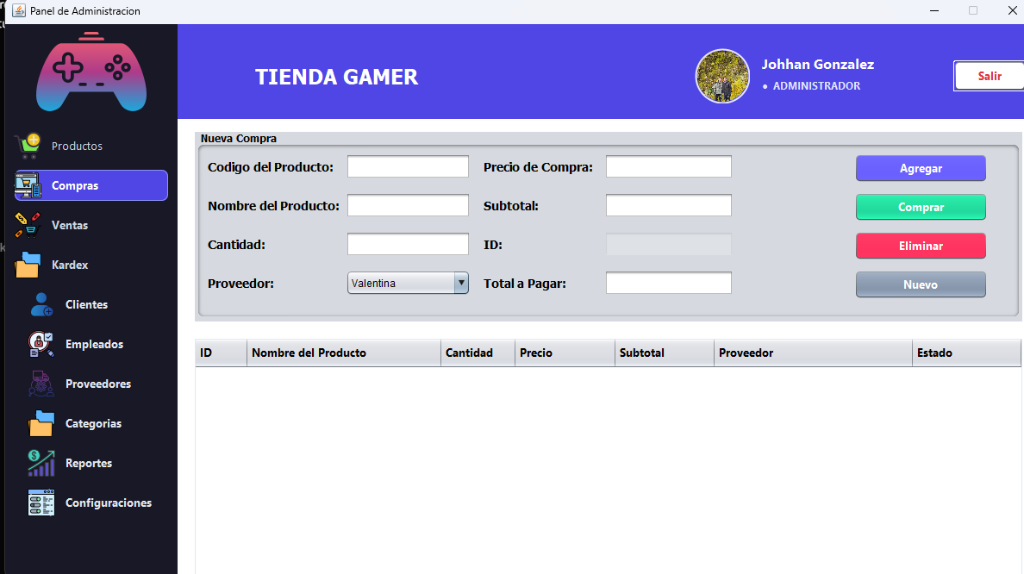 Panel de Administracion
TIENDA GAMER
Johhan Gonzalez
● ADMINISTRADOR
Salir
Productos
Compras
Ventas
Kardex
Clientes
Empleados
Proveedores
Categorias
Reportes
Configuraciones
Nueva Compra
Codigo del Producto:
Precio de Compra:
Agregar
Nombre del Producto:
Subtotal:
Comprar
Cantidad:
ID:
Eliminar
Proveedor:
Valentina
Total a Pagar:
Nuevo
ID Nombre del Producto Cantidad Precio Subtotal Proveedor Estado